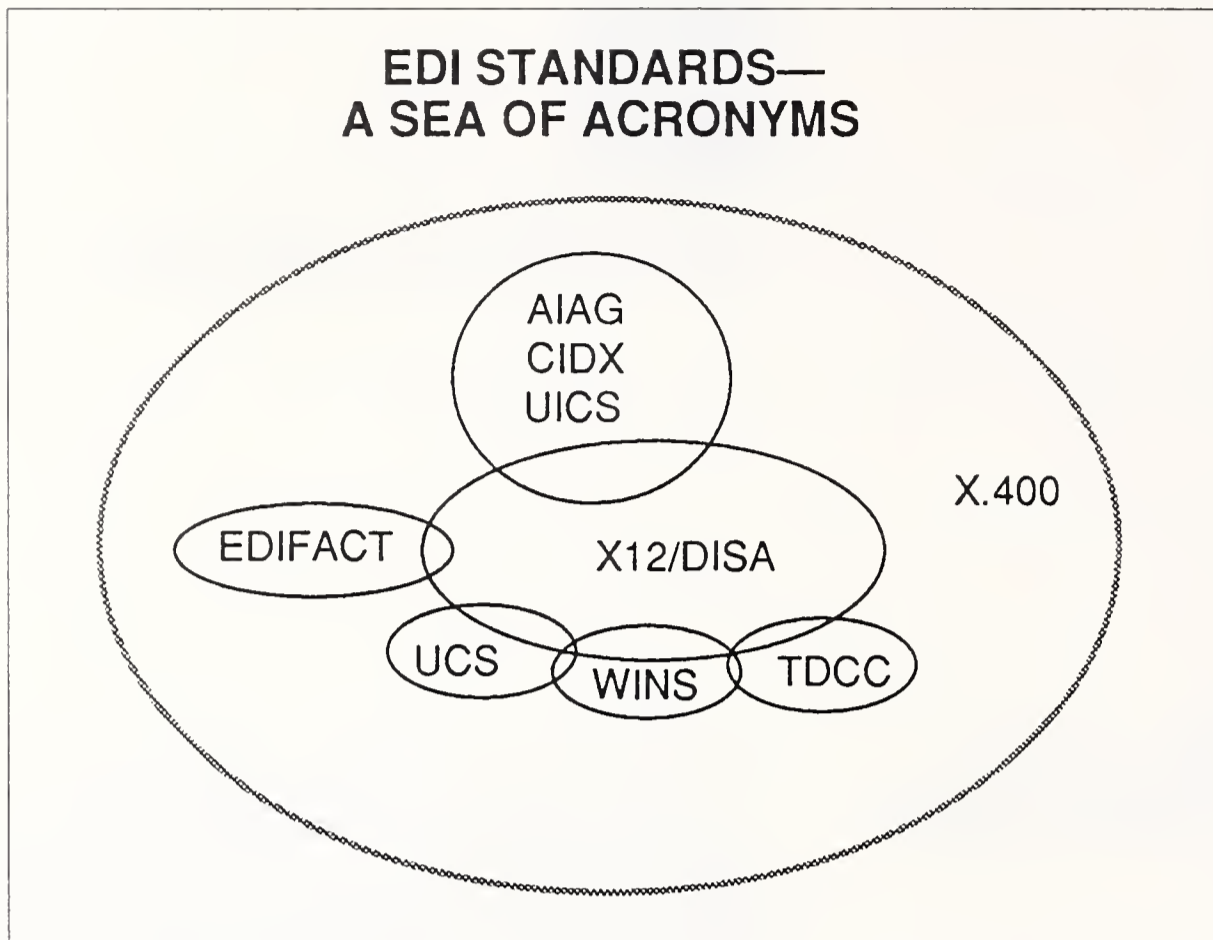 EDI STANDARDS—
A SEA OF ACRONYMS
AIAG
CIDX
UICS
X.400
EDIFACT
X12/DISA
UCS
WINS
TDCC